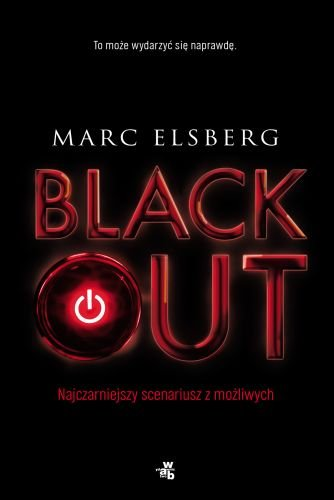 To może wydarzyć się naprawdę.
MARC ELSBERG
BLACK
OUT
Najczarniejszy scenariusz z możliwych
w
a
b